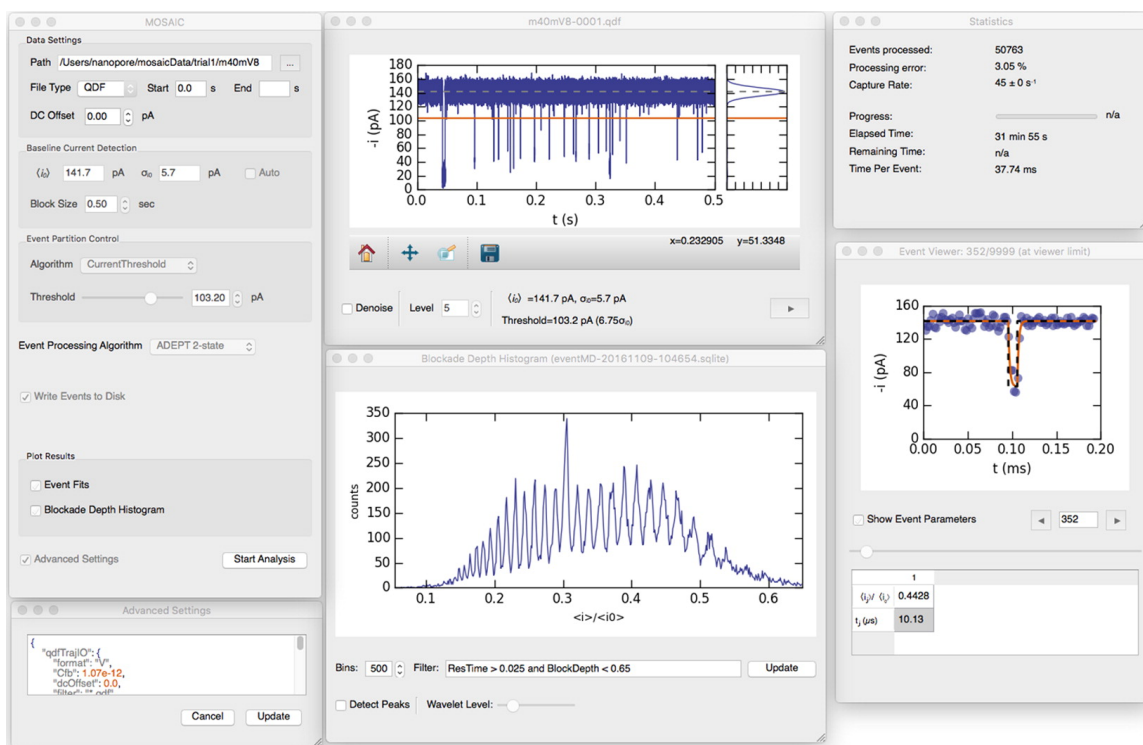 MOSAIC
Data Settings
Path /Users/nanopore/mosaicData/trial1/m40mV8 ...
File Type QDF Start 0.0 s End s
DC Offset 0.00 pA
Baseline Current Detection
⟨i₀⟩ 141.7 pA σi₀ 5.7 pA Auto
Block Size 0.50 sec
Event Partition Control
Algorithm CurrentThreshold
Threshold 103.20 pA
Event Processing Algorithm ADEPT 2-state
Write Events to Disk
Plot Results
Event Fits
Blockade Depth Histogram
Advanced Settings Start Analysis
Advanced Settings
{
"qdfTrajIO": {
"format": "V",
"Cfb": 1.07e-12,
"dcOffset": 0.0,
"filter": "*.qdf"
Cancel Update
m40mV8-0001.qdf
-i (pA)
180
160
140
120
100
80
60
40
20
0
0.0 0.1 0.2 0.3 0.4 0.5
t (s)
x=0.232905 y=51.3348
Denoise Level 5
⟨i₀⟩ =141.7 pA, σi₀=5.7 pA
Threshold=103.2 pA (6.75σi₀)
Blockade Depth Histogram (eventMD-20161109-104654.sqlite)
counts
350
300
250
200
150
100
50
0
0.1 0.2 0.3 0.4 0.5 0.6
<i>/<i0>
Bins: 500 Filter: ResTime > 0.025 and BlockDepth < 0.65 Update
Detect Peaks Wavelet Level:
Statistics
Events processed: 50763
Processing error: 3.05 %
Capture Rate: 45 ± 0 s⁻¹
Progress: n/a
Elapsed Time: 31 min 55 s
Remaining Time: n/a
Time Per Event: 37.74 ms
Event Viewer: 352/9999 (at viewer limit)
-i (pA)
160
120
80
40
0
0.00 0.05 0.10 0.15 0.20
t (ms)
Show Event Parameters 352
1
⟨ij⟩/ ⟨i₀⟩ 0.4428
tj (μs) 10.13